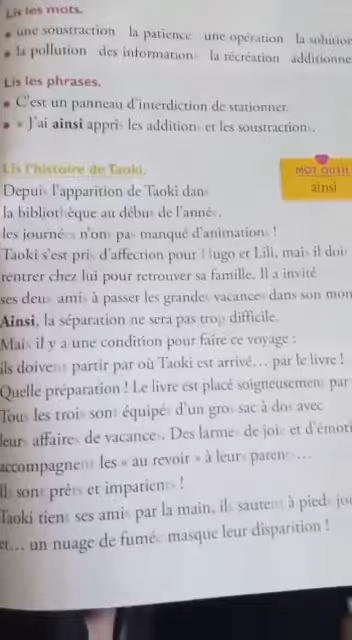 Lis les mots.
• une soustraction la patience une opération la solution
• la pollution des informations la récréation additionne
Lis les phrases.
• C'est un panneau d'interdiction de stationner.
• « J'ai ainsi appris les additions et les soustractions.
Lis l'histoire de Taoki.
MOT OUTIL
ainsi
Depuis l'apparition de Taoki dans
la bibliothèque au début de l'année,
les journées n'ont pas manqué d'animations !
Taoki s'est pris d'affection pour Hugo et Lili, mais il doit
rentrer chez lui pour retrouver sa famille. Il a invité
ses deux amis à passer les grandes vacances dans son mon
Ainsi, la séparation ne sera pas trop difficile.
Mais il y a une condition pour faire ce voyage :
ils doivent partir par où Taoki est arrivé… par le livre !
Quelle préparation ! Le livre est placé soigneusement par
Tous les trois sont équipés d'un gros sac à dos avec
leurs affaires de vacances. Des larmes de joie et d'émoti
accompagnent les « au revoir » à leurs parents…
Ils sont prêts et impatients !
Taoki tient ses amis par la main, ils sautent à pieds joi
et… un nuage de fumée masque leur disparition !